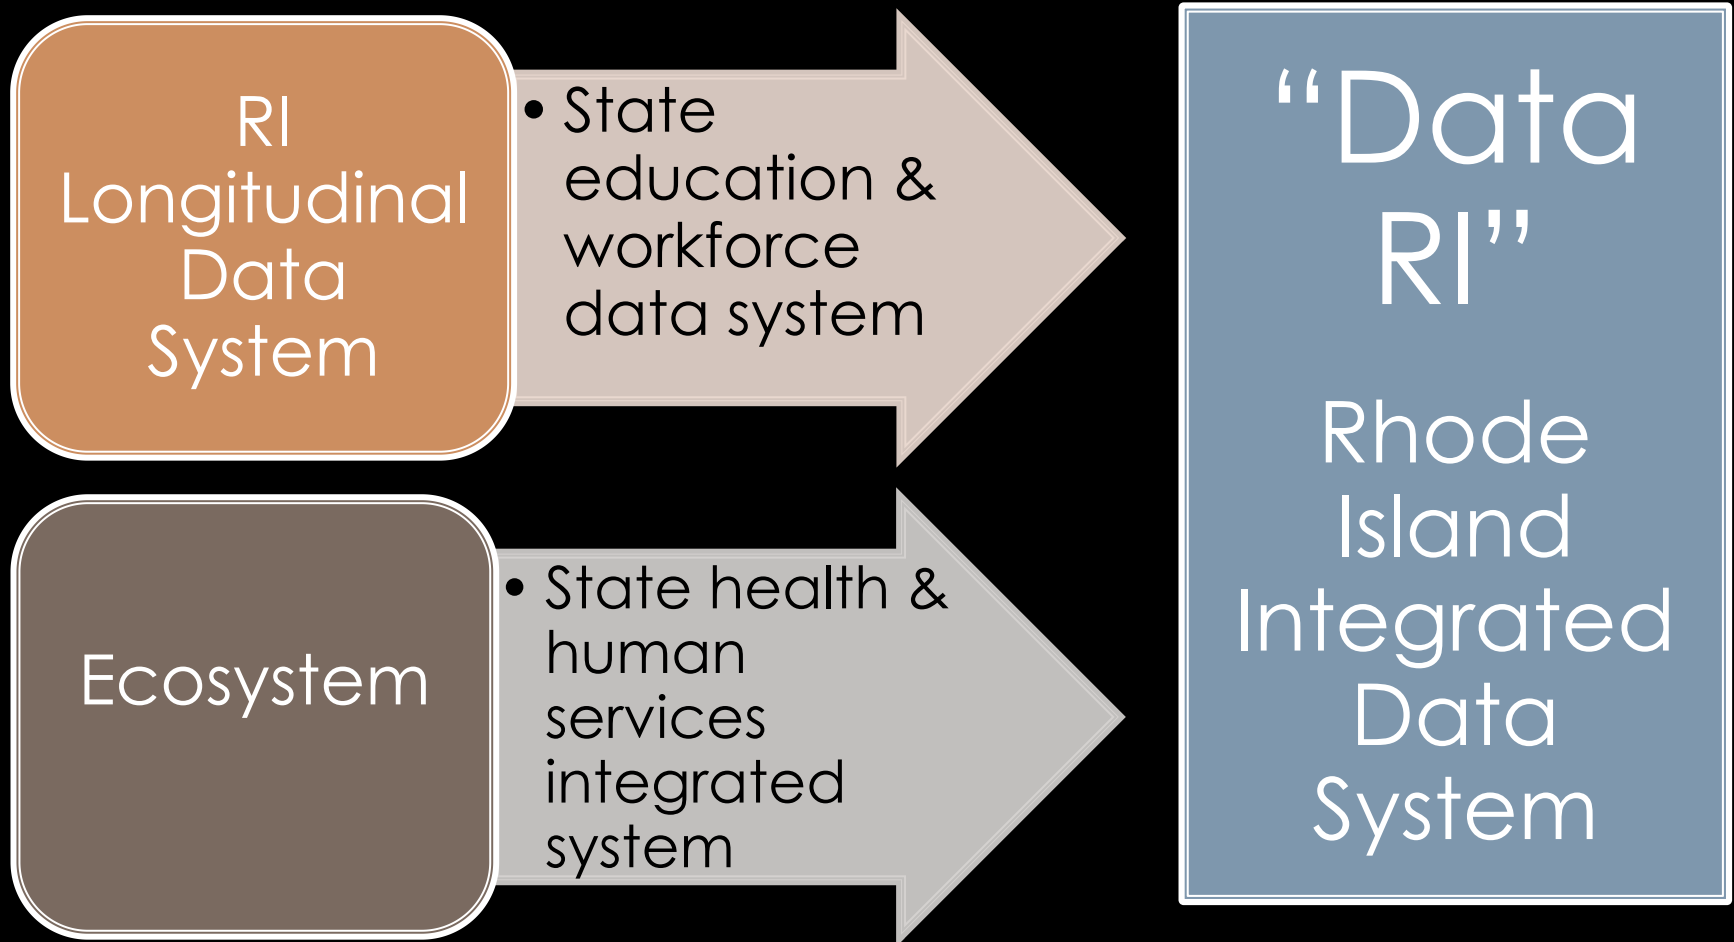 RI
Longitudinal
Data
System
• State
education &
workforce
data system
Ecosystem
• State health &
human
services
integrated
system
“Data
RI”
Rhode
Island
Integrated
Data
System